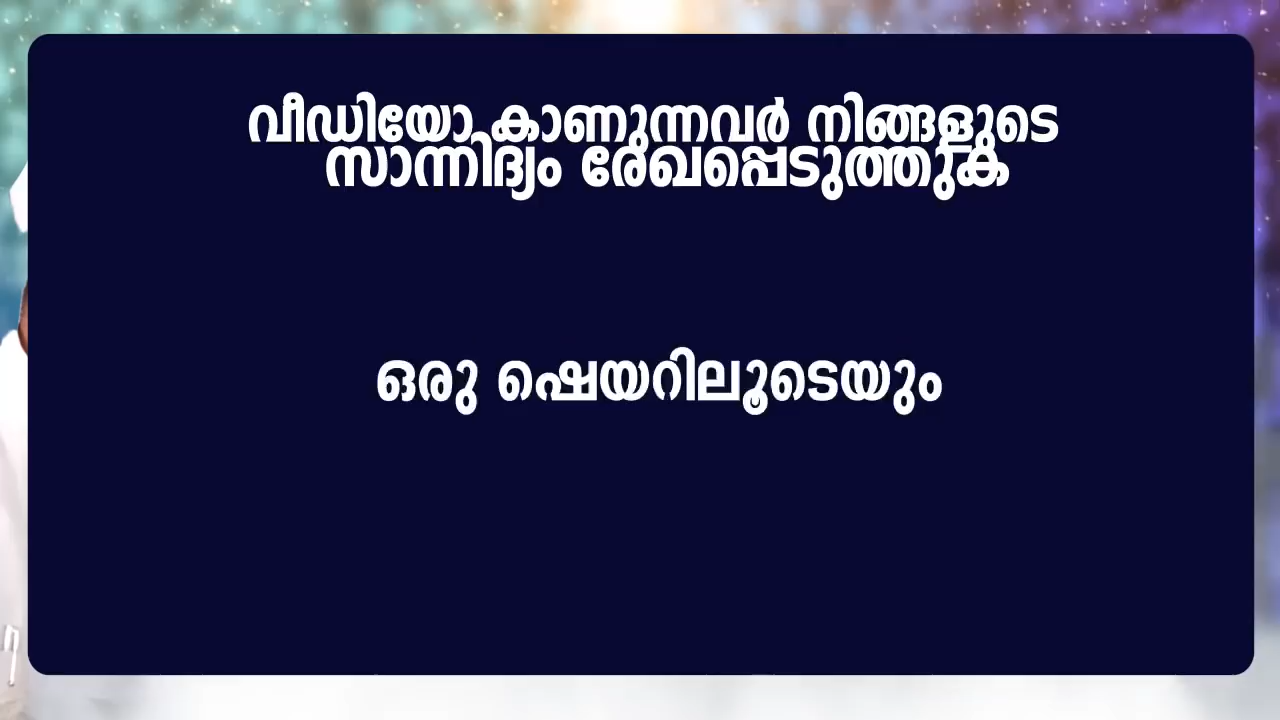 വീഡിയോ കാണുന്നവർ നിങ്ങളുടെ
സാന്നിദ്യം രേഖപ്പെടുത്തുക
ഒരു ഷെയറിലൂടെയും